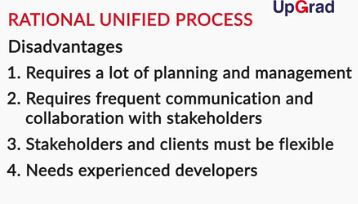 UpGrad
RATIONAL UNIFIED PROCESS
Disadvantages
1. Requires a lot of planning and management
2. Requires frequent communication and
collaboration with stakeholders
3. Stakeholders and clients must be flexible
4. Needs experienced developers